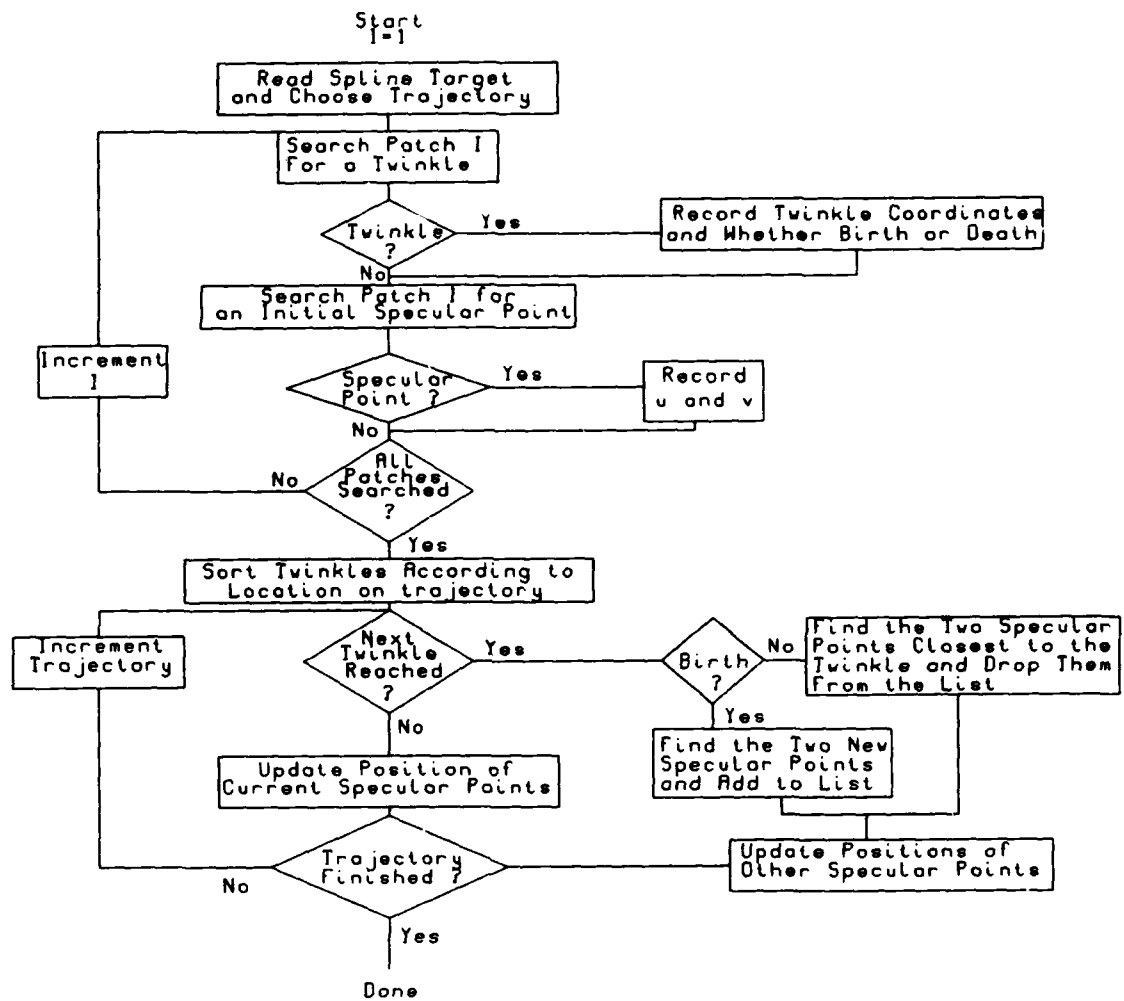 Start
I=1
Read Spline Target
and Choose Trajectory
Search Patch I
for a Twinkle
Twinkle
?
Yes
Record Twinkle Coordinates
and Whether Birth or Death
No
Search Patch I for
an Initial Specular Point
Increment
I
Specular
Point ?
Yes
Record
u and v
No
All
Patches
Searched
?
No
Yes
Sort Twinkles According to
Location on trajectory
Increment
Trajectory
Next
Twinkle
Reached
?
Yes
Birth
?
No
Find the Two Specular
Points Closest to the
Twinkle and Drop Them
From the List
Yes
No
Find the Two New
Specular Points
and Add to List
Update Position of
Current Specular Points
Trajectory
Finished ?
No
Update Positions of
Other Specular Points
Yes
Done